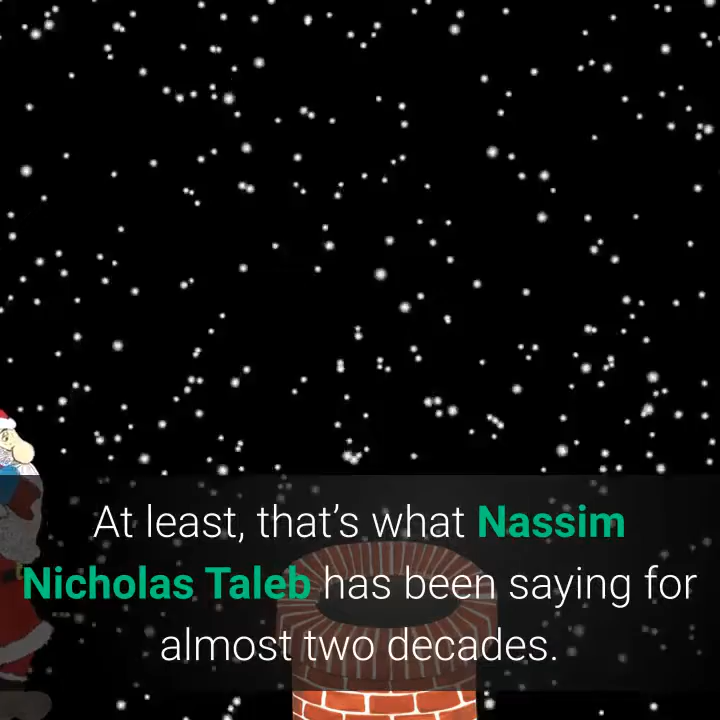 At least, that’s what Nassim
Nicholas Taleb has been saying for
almost two decades.